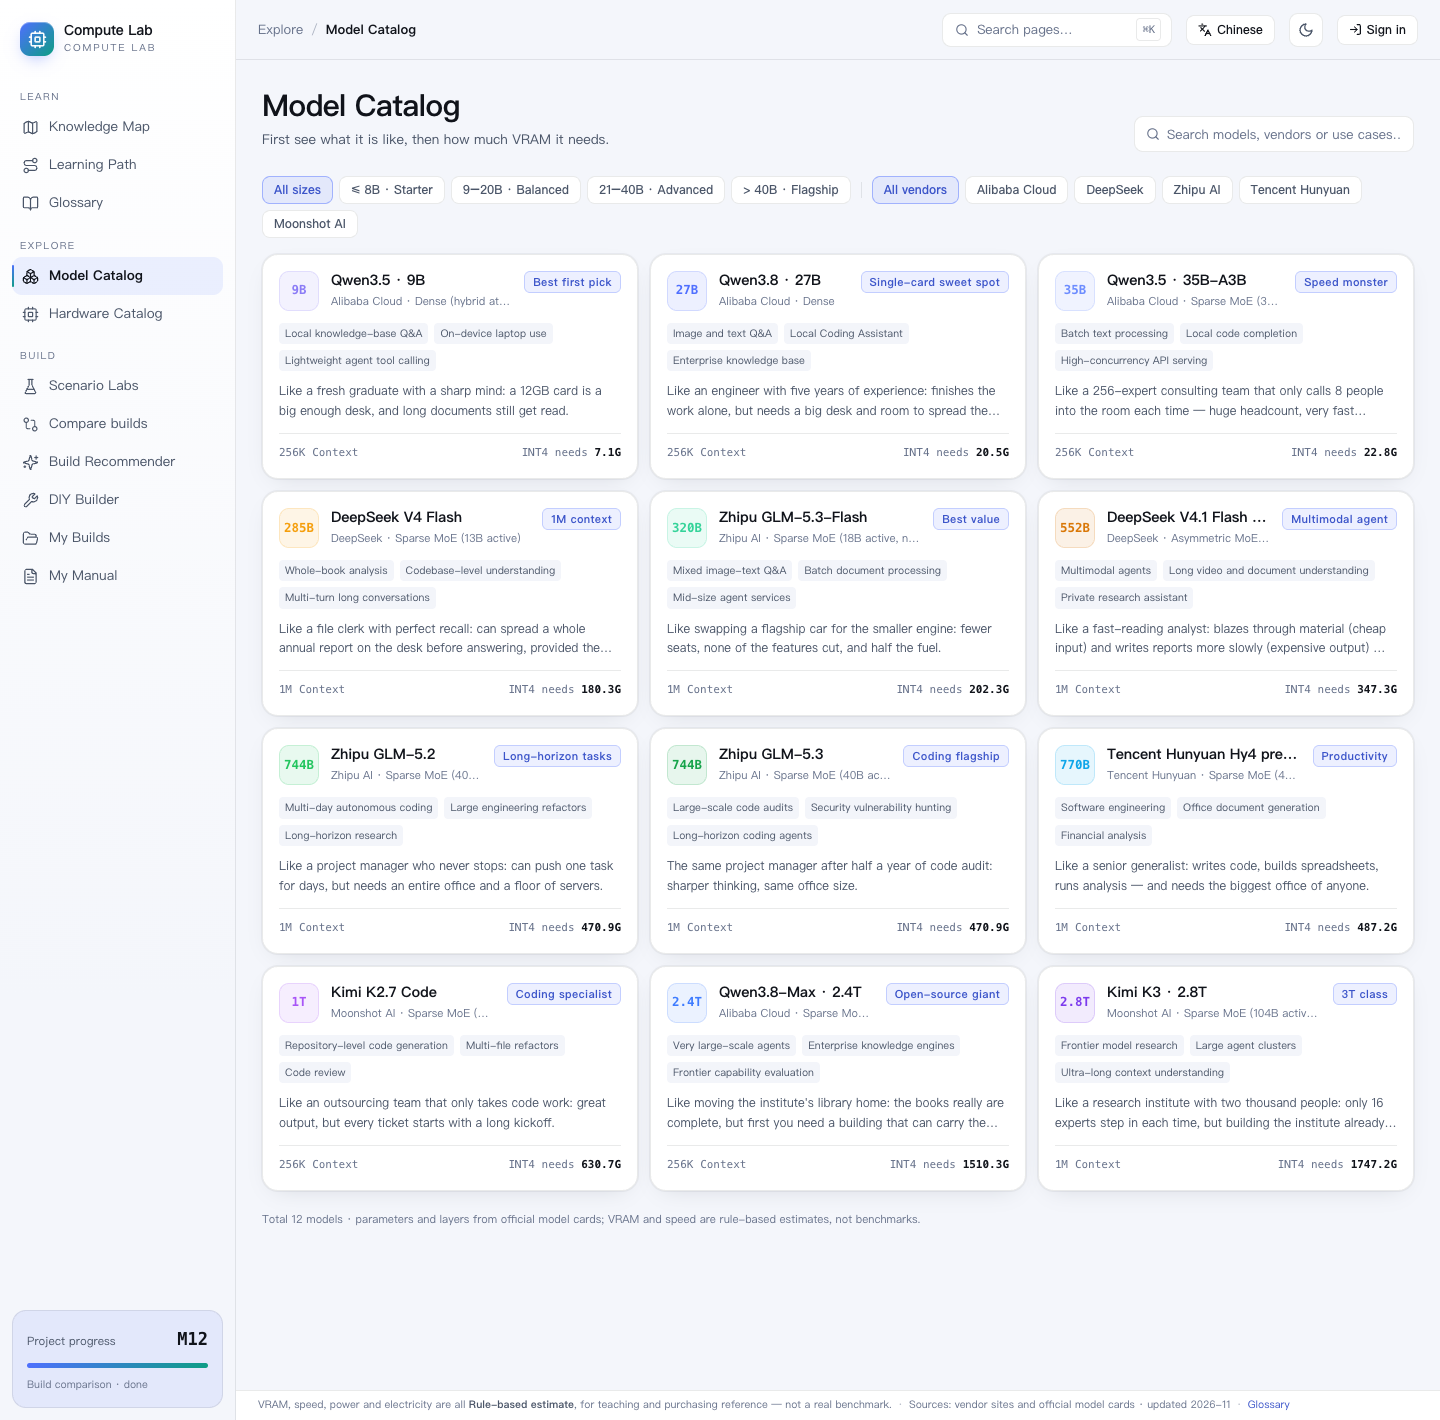 Compute Lab
COMPUTE LAB
LEARN
Knowledge Map
Learning Path
Glossary
EXPLORE
Model Catalog
Hardware Catalog
BUILD
Scenario Labs
Compare builds
Build Recommender
DIY Builder
My Builds
My Manual
Project progress M12
Build comparison · done
Explore / Model Catalog
Search pages... ⌘K
Chinese
Sign in
Model Catalog
First see what it is like, then how much VRAM it needs.
Search models, vendors or use cases..
All sizes ≤ 8B · Starter 9–20B · Balanced 21–40B · Advanced > 40B · Flagship All vendors Alibaba Cloud DeepSeek Zhipu AI Tencent Hunyuan
Moonshot AI
9B
Qwen3.5 · 9B
Best first pick
Alibaba Cloud · Dense (hybrid at...
Local knowledge-base Q&A On-device laptop use
Lightweight agent tool calling
Like a fresh graduate with a sharp mind: a 12GB card is a
big enough desk, and long documents still get read.
256K Context INT4 needs 7.1G
27B
Qwen3.8 · 27B
Single-card sweet spot
Alibaba Cloud · Dense
Image and text Q&A Local Coding Assistant
Enterprise knowledge base
Like an engineer with five years of experience: finishes the
work alone, but needs a big desk and room to spread the...
256K Context INT4 needs 20.5G
35B
Qwen3.5 · 35B-A3B
Speed monster
Alibaba Cloud · Sparse MoE (3...
Batch text processing Local code completion
High-concurrency API serving
Like a 256-expert consulting team that only calls 8 people
into the room each time — huge headcount, very fast...
256K Context INT4 needs 22.8G
285B
DeepSeek V4 Flash
1M context
DeepSeek · Sparse MoE (13B active)
Whole-book analysis Codebase-level understanding
Multi-turn long conversations
Like a file clerk with perfect recall: can spread a whole
annual report on the desk before answering, provided the...
1M Context INT4 needs 180.3G
320B
Zhipu GLM-5.3-Flash
Best value
Zhipu AI · Sparse MoE (18B active, n...
Mixed image-text Q&A Batch document processing
Mid-size agent services
Like swapping a flagship car for the smaller engine: fewer
seats, none of the features cut, and half the fuel.
1M Context INT4 needs 202.3G
552B
DeepSeek V4.1 Flash ...
Multimodal agent
DeepSeek · Asymmetric MoE...
Multimodal agents Long video and document understanding
Private research assistant
Like a fast-reading analyst: blazes through material (cheap
input) and writes reports more slowly (expensive output) ...
1M Context INT4 needs 347.3G
744B
Zhipu GLM-5.2
Long-horizon tasks
Zhipu AI · Sparse MoE (40...
Multi-day autonomous coding Large engineering refactors
Long-horizon research
Like a project manager who never stops: can push one task
for days, but needs an entire office and a floor of servers.
1M Context INT4 needs 470.9G
744B
Zhipu GLM-5.3
Coding flagship
Zhipu AI · Sparse MoE (40B ac...
Large-scale code audits Security vulnerability hunting
Long-horizon coding agents
The same project manager after half a year of code audit:
sharper thinking, same office size.
1M Context INT4 needs 470.9G
770B
Tencent Hunyuan Hy4 pre...
Productivity
Tencent Hunyuan · Sparse MoE (4...
Software engineering Office document generation
Financial analysis
Like a senior generalist: writes code, builds spreadsheets,
runs analysis — and needs the biggest office of anyone.
1M Context INT4 needs 487.2G
1T
Kimi K2.7 Code
Coding specialist
Moonshot AI · Sparse MoE (...
Repository-level code generation Multi-file refactors
Code review
Like an outsourcing team that only takes code work: great
output, but every ticket starts with a long kickoff.
256K Context INT4 needs 630.7G
2.4T
Qwen3.8-Max · 2.4T
Open-source giant
Alibaba Cloud · Sparse Mo...
Very large-scale agents Enterprise knowledge engines
Frontier capability evaluation
Like moving the institute's library home: the books really are
complete, but first you need a building that can carry the...
256K Context INT4 needs 1510.3G
2.8T
Kimi K3 · 2.8T
3T class
Moonshot AI · Sparse MoE (104B activ...
Frontier model research Large agent clusters
Ultra-long context understanding
Like a research institute with two thousand people: only 16
experts step in each time, but building the institute already...
1M Context INT4 needs 1747.2G
Total 12 models · parameters and layers from official model cards; VRAM and speed are rule-based estimates, not benchmarks.
VRAM, speed, power and electricity are all Rule-based estimate, for teaching and purchasing reference — not a real benchmark. · Sources: vendor sites and official model cards · updated 2026-11 · Glossary